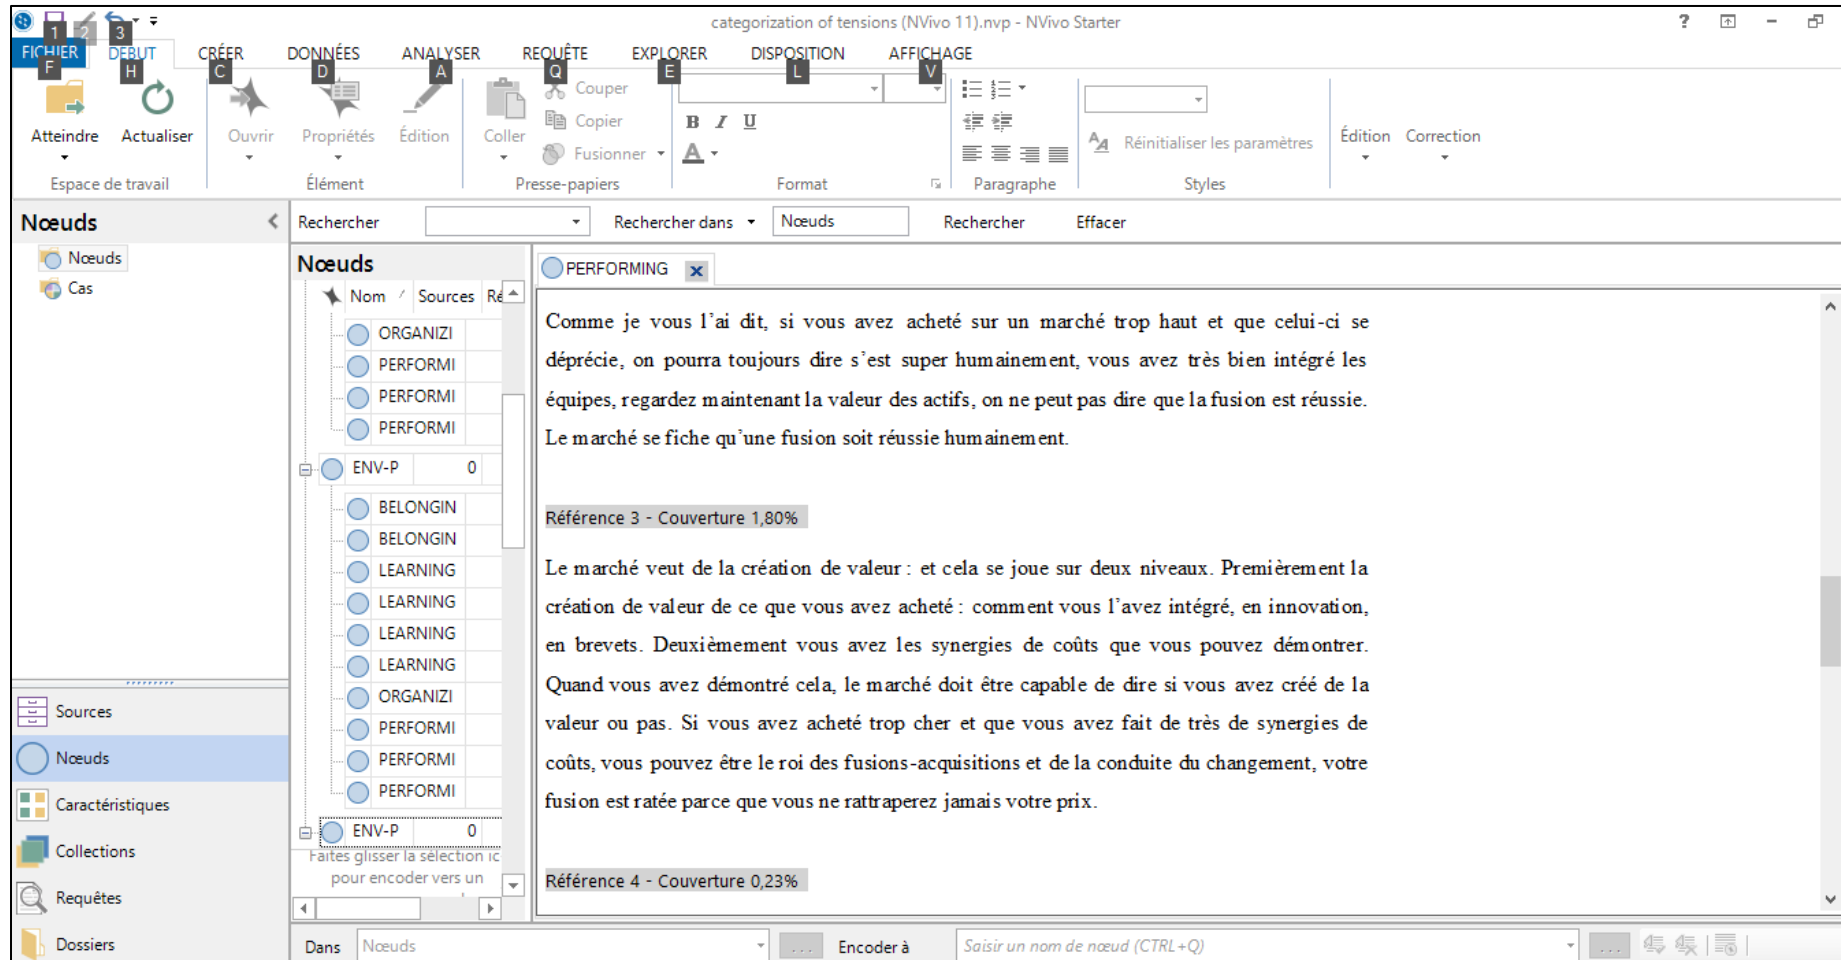 1 2 3
categorization of tensions (NVivo 11).nvp - NVivo Starter
?
FICHIER DÉBUT CRÉER DONNÉES ANALYSER REQUÊTE EXPLORER DISPOSITION AFFICHAGE
F H C D A Q E L V
Couper
Copier
Fusionner
Atteindre Actualiser Ouvrir Propriétés Édition Coller
B I U
A
Réinitialiser les paramètres
Édition Correction
Espace de travail Élément Presse-papiers Format Paragraphe Styles
Nœuds
Rechercher Rechercher dans Nœuds Rechercher Effacer
Nœuds
Cas
Sources
Nœuds
Caractéristiques
Collections
Requêtes
Dossiers
Nœuds
Nom Sources Ré
ORGANIZI
PERFORMI
PERFORMI
PERFORMI
ENV-P 0
BELONGIN
BELONGIN
LEARNING
LEARNING
LEARNING
LEARNING
ORGANIZI
PERFORMI
PERFORMI
PERFORMI
ENV-P 0
Faites glisser la sélection ic
pour encoder vers un
PERFORMING
Comme je vous l’ai dit, si vous avez acheté sur un marché trop haut et que celui-ci se
déprécie, on pourra toujours dire s’est super humainement, vous avez très bien intégré les
équipes, regardez maintenant la valeur des actifs, on ne peut pas dire que la fusion est réussie.
Le marché se fiche qu’une fusion soit réussie humainement.
Référence 3 - Couverture 1,80%
Le marché veut de la création de valeur : et cela se joue sur deux niveaux. Premièrement la
création de valeur de ce que vous avez acheté : comment vous l’avez intégré, en innovation,
en brevets. Deuxièmement vous avez les synergies de coûts que vous pouvez démontrer.
Quand vous avez démontré cela, le marché doit être capable de dire si vous avez créé de la
valeur ou pas. Si vous avez acheté trop cher et que vous avez fait de très de synergies de
coûts, vous pouvez être le roi des fusions-acquisitions et de la conduite du changement, votre
fusion est ratée parce que vous ne rattraperez jamais votre prix.
Référence 4 - Couverture 0,23%
Dans Nœuds ... Encoder à Saisir un nom de nœud (CTRL+Q) ...